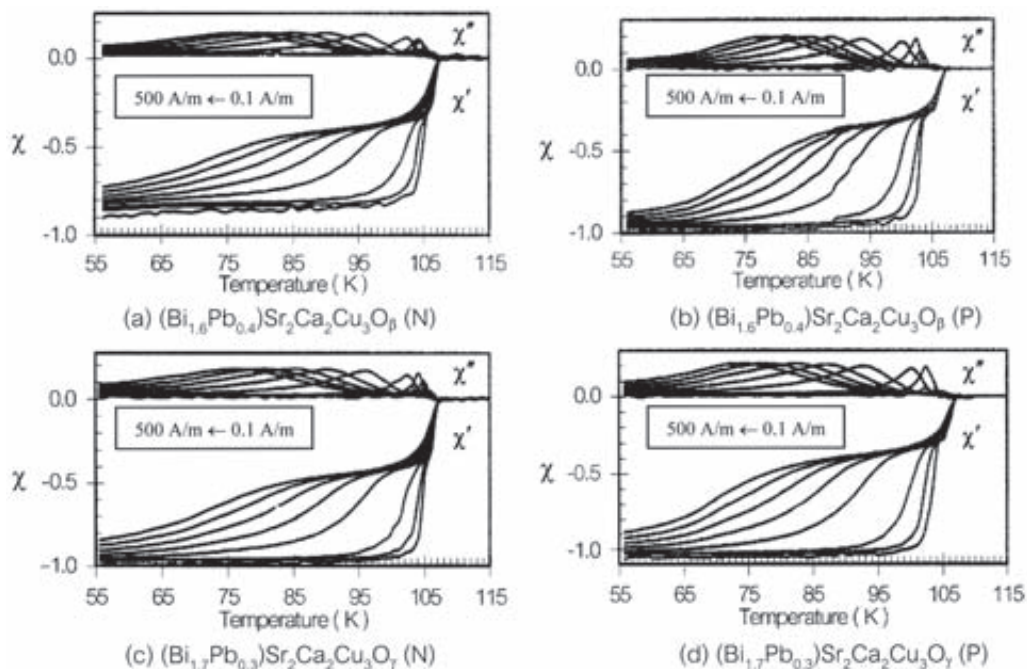 χ″
0.0
500 A/m ← 0.1 A/m
χ′
χ
-0.5
-1.0
55 65 75 85 95 105 115
Temperature ( K )
(a) (Bi1.6Pb0.4)Sr2Ca2Cu3Oβ (N)
χ″
0.0
500 A/m ← 0.1 A/m
χ′
χ
-0.5
-1.0
55 65 75 85 95 105 115
Temperature ( K )
(b) (Bi1.6Pb0.4)Sr2Ca2Cu3Oβ (P)
χ″
0.0
500 A/m ← 0.1 A/m
χ′
χ
-0.5
-1.0
55 65 75 85 95 105 115
Temperature ( K )
(c) (Bi1.7Pb0.3)Sr2Ca2Cu3Oγ (N)
χ″
0.0
500 A/m ← 0.1 A/m
χ′
χ
-0.5
-1.0
55 65 75 85 95 105 115
Temperature ( K )
(d) (Bi1.7Pb0.3)Sr2Ca2Cu3Oγ (P)